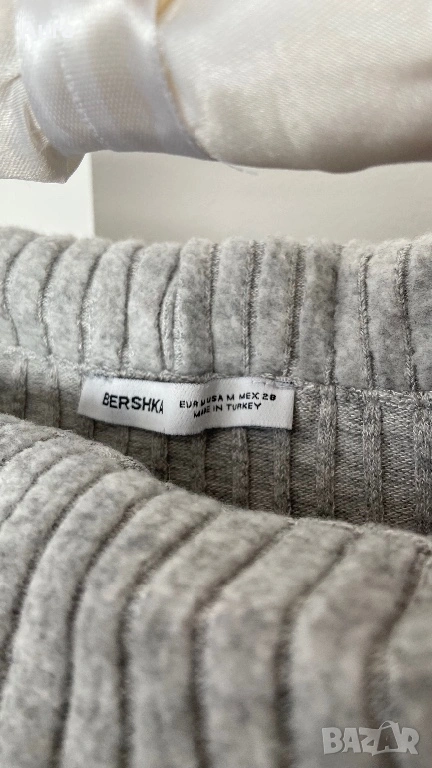 BERSHKA
EUR M USA M MEX 28
MADE IN TURKEY
BAZAR